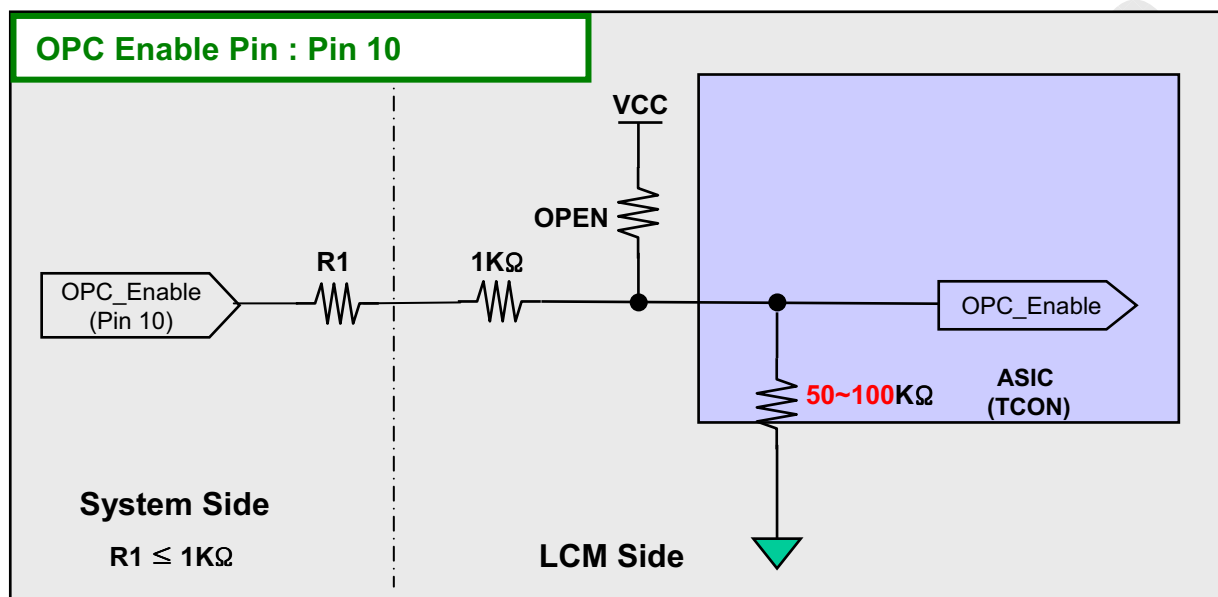 OPC Enable Pin : Pin 10
VCC
OPEN
R1
1KΩ
OPC_Enable
(Pin 10)
OPC_Enable
50~100KΩ
ASIC
(TCON)
System Side
R1 ≤ 1KΩ
LCM Side